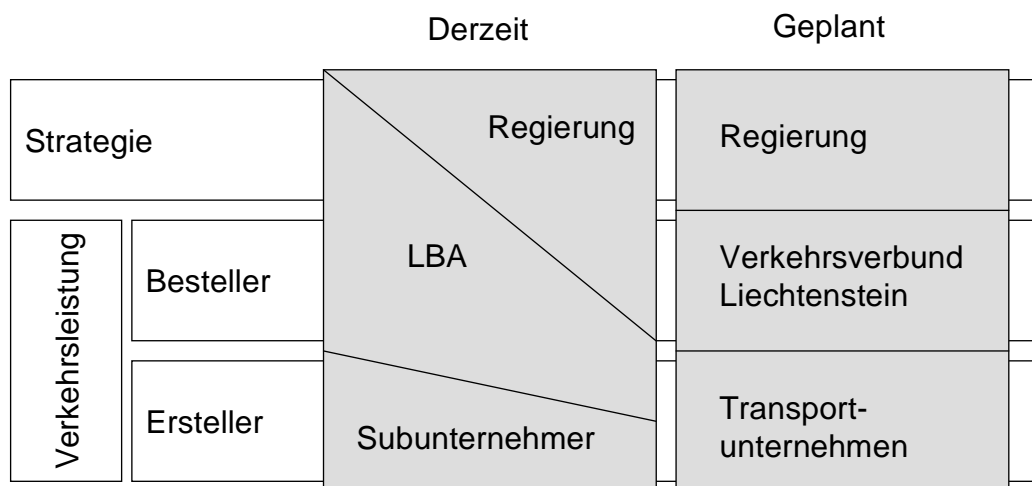 Derzeit
Geplant
Strategie
Regierung
Regierung
Verkehrsleistung
Besteller
LBA
Verkehrsverbund
Liechtenstein
Ersteller
Subunternehmer
Transport-
unternehmen